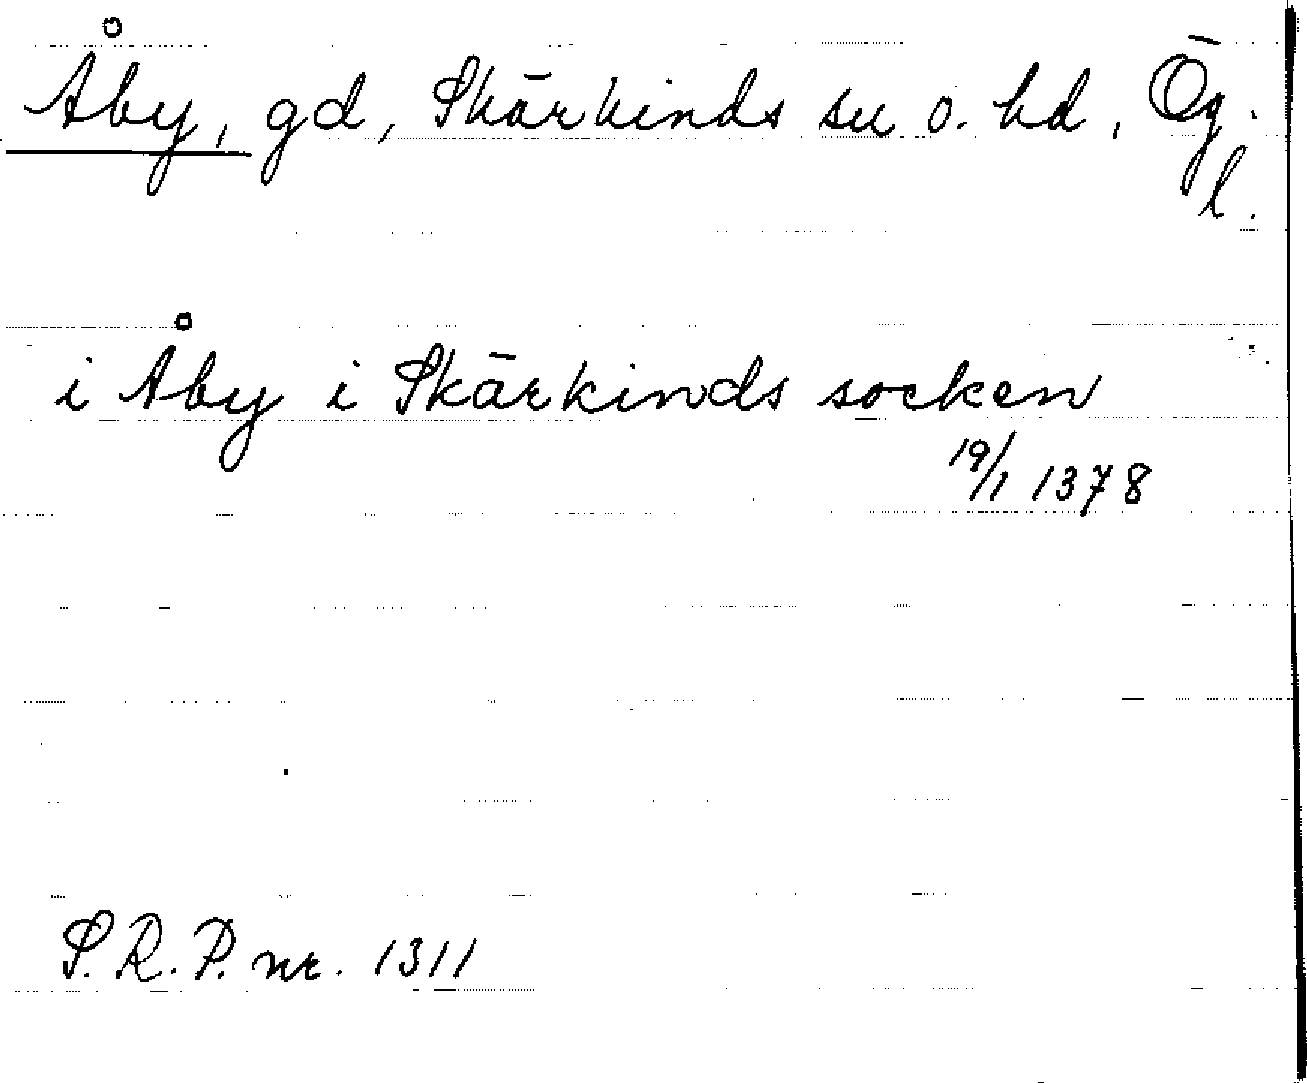 Åby, gd, Skärkinds sn o. hd, Ög.
l.
i Åby i Skärkinds socken
19/1 1378
S.R.P. nr. 1311